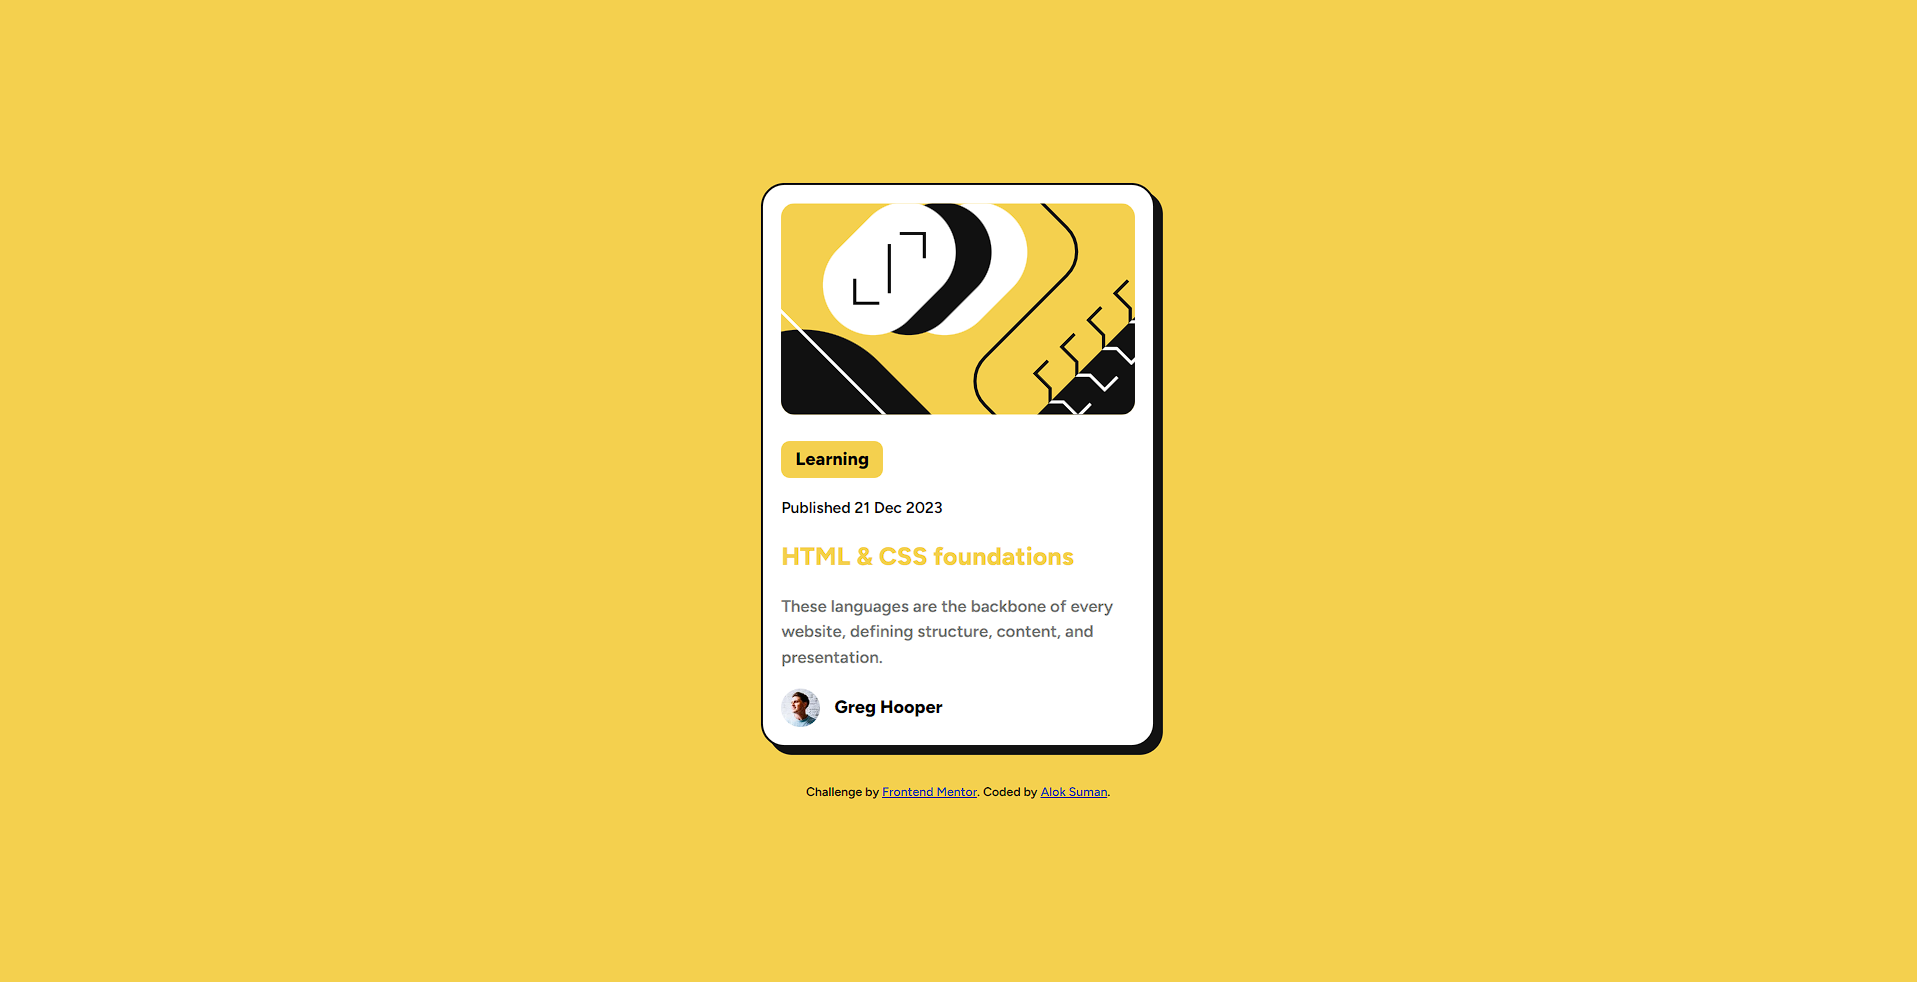 Learning
Published 21 Dec 2023
HTML & CSS foundations
These languages are the backbone of every
website, defining structure, content, and
presentation.
Greg Hooper
Challenge by Frontend Mentor. Coded by Alok Suman.